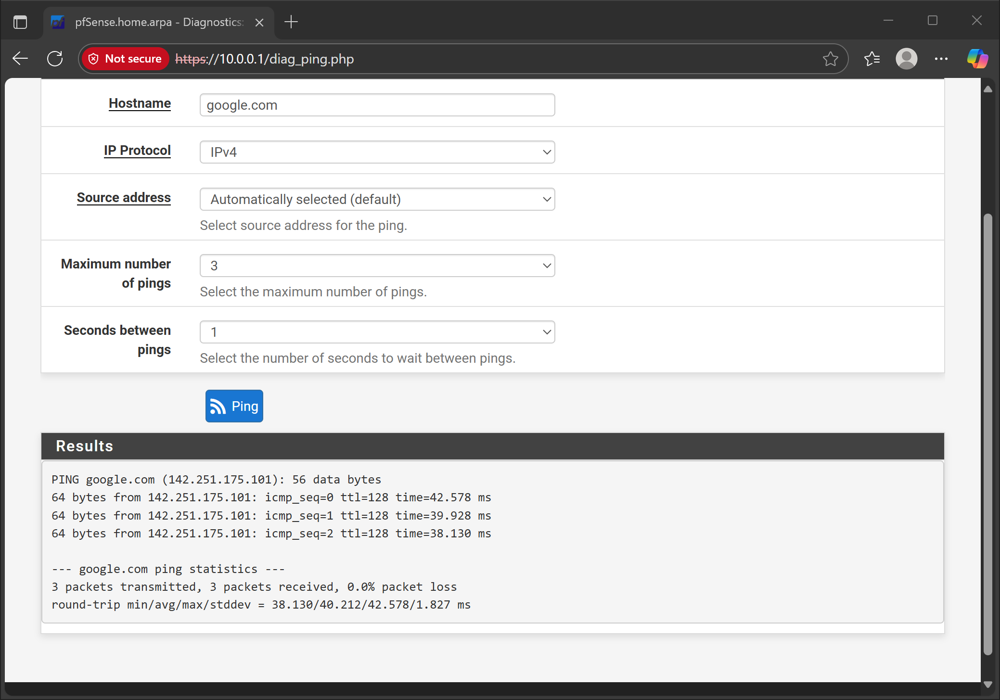 pfSense.home.arpa - Diagnostics:
Not secure https://10.0.0.1/diag_ping.php
Hostname
google.com
IP Protocol
IPv4
Source address
Automatically selected (default)
Select source address for the ping.
Maximum number
of pings
3
Select the maximum number of pings.
Seconds between
pings
1
Select the number of seconds to wait between pings.
Ping
Results
PING google.com (142.251.175.101): 56 data bytes
64 bytes from 142.251.175.101: icmp_seq=0 ttl=128 time=42.578 ms
64 bytes from 142.251.175.101: icmp_seq=1 ttl=128 time=39.928 ms
64 bytes from 142.251.175.101: icmp_seq=2 ttl=128 time=38.130 ms
--- google.com ping statistics ---
3 packets transmitted, 3 packets received, 0.0% packet loss
round-trip min/avg/max/stddev = 38.130/40.212/42.578/1.827 ms